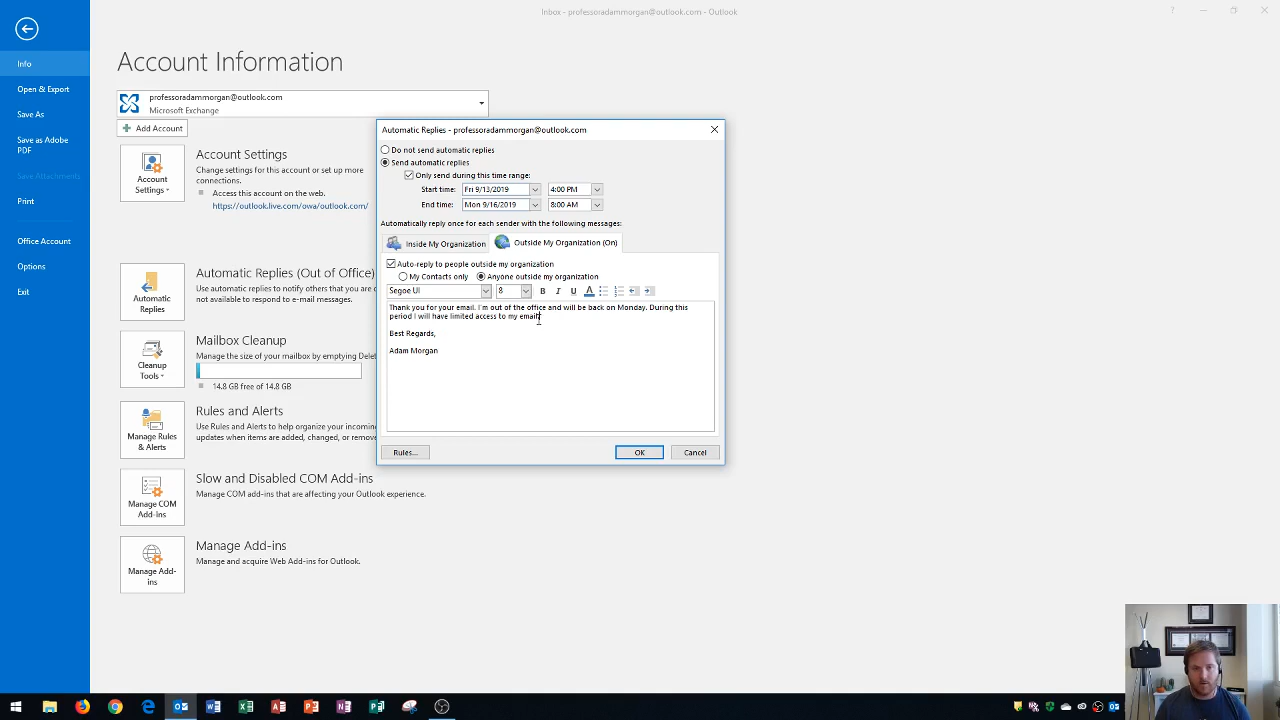 Inbox - professoradammorgan@outlook.com - Outlook
?
Info
Open & Export
Save As
Save as Adobe
PDF
Save Attachments
Print
Office Account
Options
Exit
Account Information
professoradammorgan@outlook.com
Microsoft Exchange
Add Account
Account
Settings
Account Settings
Change settings for this account or set up more
connections.
Access this account on the web.
https://outlook.live.com/owa/outlook.com/
Automatic
Replies
Automatic Replies (Out of Office)
Use automatic replies to notify others that you are
not available to respond to e-mail messages.
Cleanup
Tools
Mailbox Cleanup
Manage the size of your mailbox by emptying Delet
14.8 GB free of 14.8 GB
Manage Rules
& Alerts
Rules and Alerts
Use Rules and Alerts to help organize your incoming
updates when items are added, changed, or remov
Manage COM
Add-Ins
Slow and Disabled COM Add-ins
Manage COM add-ins that are affecting your Outlook experience.
Manage Add-
ins
Manage Add-ins
Manage and acquire Web Add-ins for Outlook.
Automatic Replies - professoradammorgan@outlook.com
Do not send automatic replies
Send automatic replies
Only send during this time range:
Start time: Fri 9/13/2019 4:00 PM
End time: Mon 9/16/2019 8:00 AM
Automatically reply once for each sender with the following messages:
Inside My Organization
Outside My Organization (On)
Auto-reply to people outside my organization
My Contacts only
Anyone outside my organization
Segoe UI 8 B I U A
Thank you for your email. I'm out of the office and will be back on Monday. During this
period I will have limited access to my email.
Best Regards,
Adam Morgan
Rules...
OK
Cancel